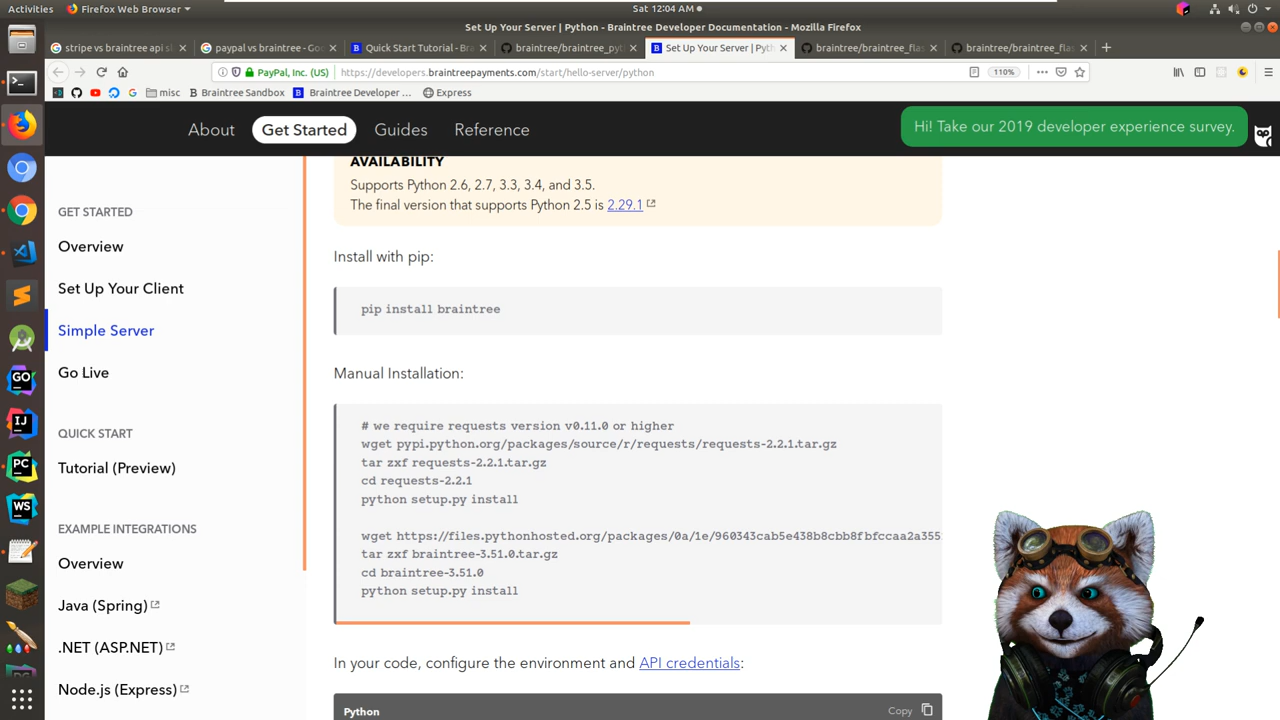 Activities
Firefox Web Browser
Sat 12:04 AM
Set Up Your Server | Python - Braintree Developer Documentation - Mozilla Firefox
stripe vs braintree api sl
paypal vs braintree - Goo
Quick Start Tutorial - Bra
braintree/braintree_pyt
Set Up Your Server | Pyth
braintree/braintree_flas
braintree/braintree_flas
PayPal, Inc. (US)
https://developers.braintreepayments.com/start/hello-server/python
110%
misc
Braintree Sandbox
Braintree Developer ...
Express
About
Get Started
Guides
Reference
Hi! Take our 2019 developer experience survey.
GET STARTED
Overview
Set Up Your Client
Simple Server
Go Live
QUICK START
Tutorial (Preview)
EXAMPLE INTEGRATIONS
Overview
Java (Spring)
.NET (ASP.NET)
Node.js (Express)
AVAILABILITY
Supports Python 2.6, 2.7, 3.3, 3.4, and 3.5.
The final version that supports Python 2.5 is 2.29.1
Install with pip:
pip install braintree
Manual Installation:
# we require requests version v0.11.0 or higher
wget pypi.python.org/packages/source/r/requests/requests-2.2.1.tar.gz
tar zxf requests-2.2.1.tar.gz
cd requests-2.2.1
python setup.py install
wget https://files.pythonhosted.org/packages/0a/1e/960343cab5e438b8cbb8fbfccaa2a355
tar zxf braintree-3.51.0.tar.gz
cd braintree-3.51.0
python setup.py install
In your code, configure the environment and API credentials:
Python
Copy
GO
IJ
PC
WS